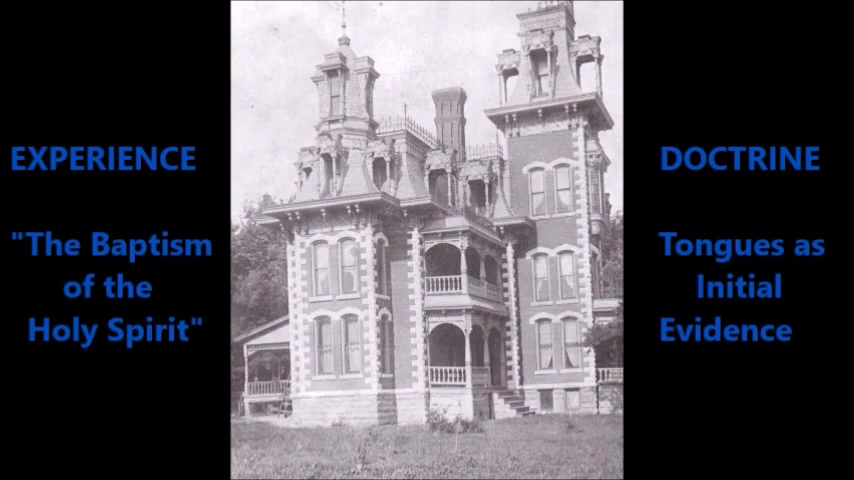 EXPERIENCE
"The Baptism
of the
Holy Spirit"
DOCTRINE
Tongues as
Initial
Evidence